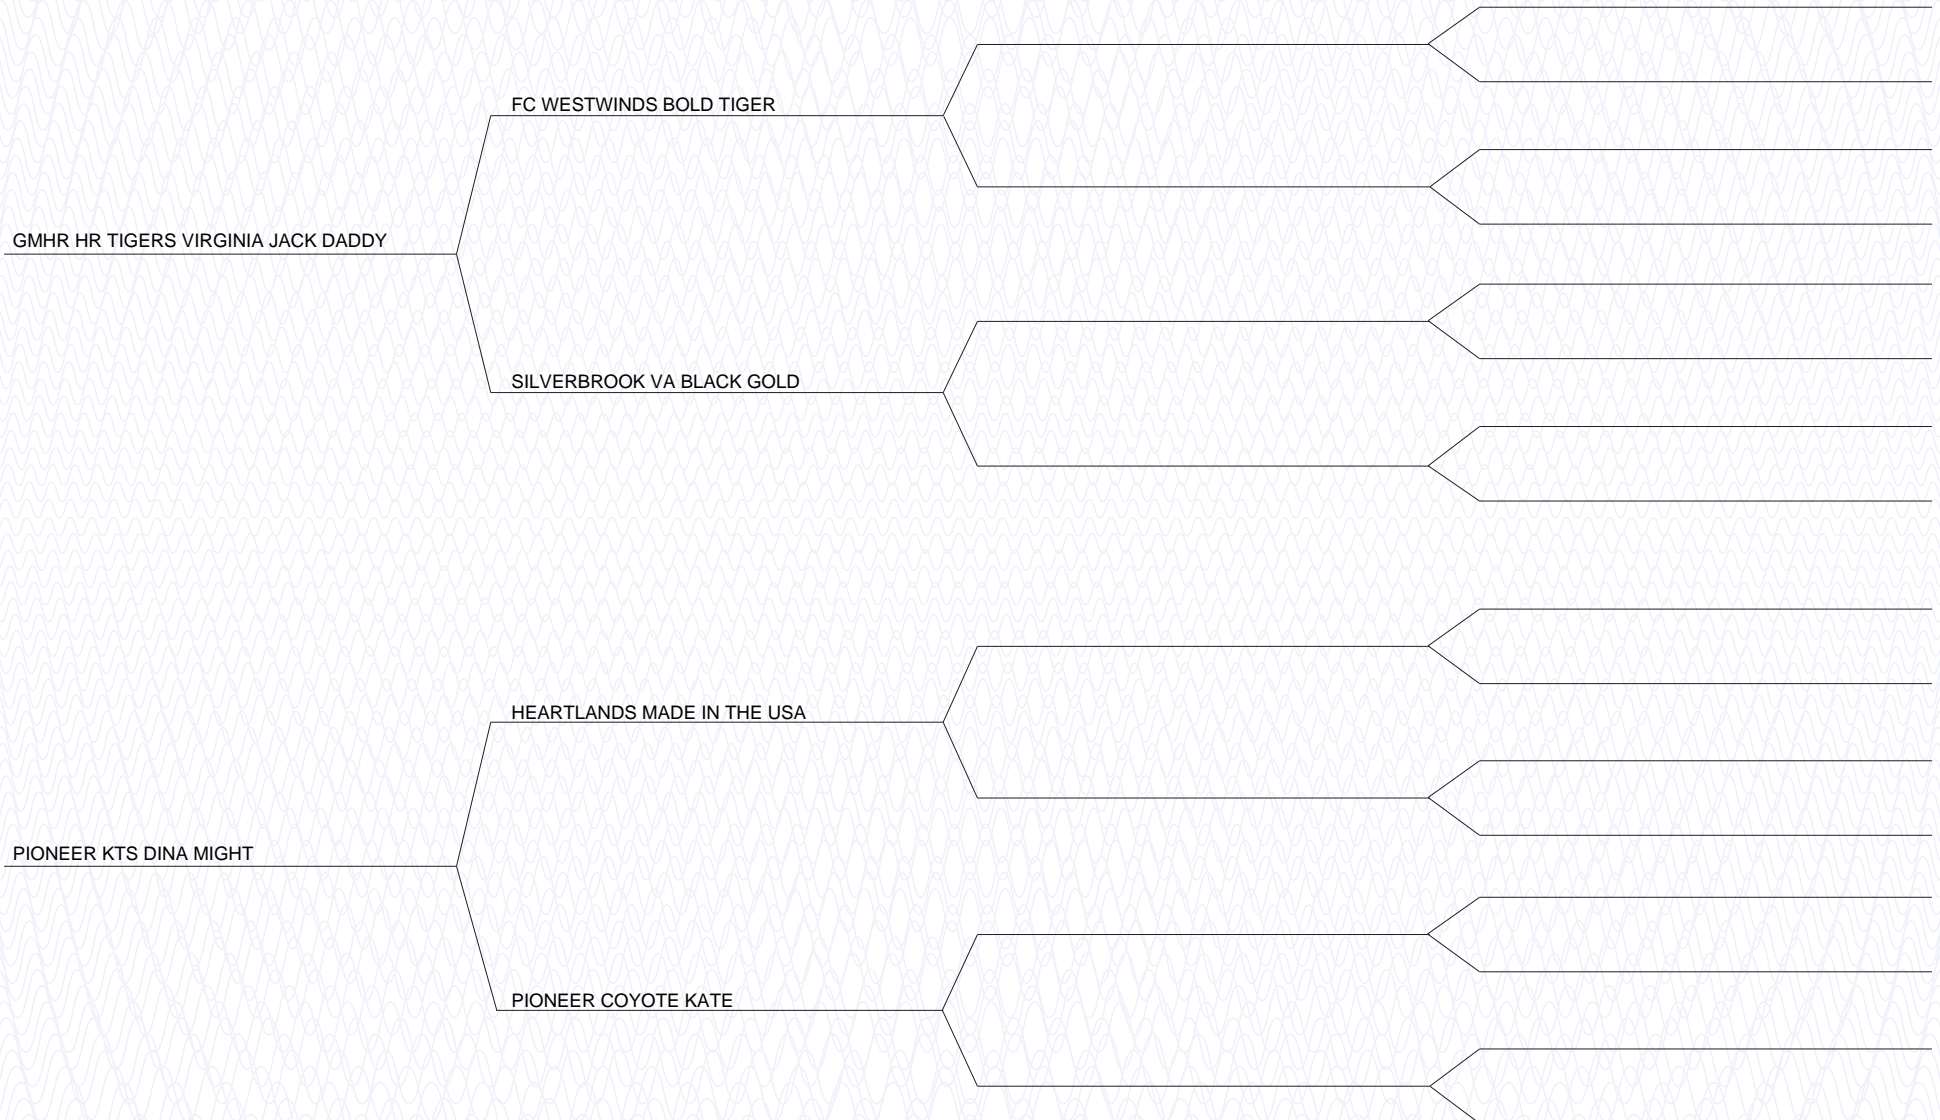 FC WESTWINDS BOLD TIGER
GMHR HR TIGERS VIRGINIA JACK DADDY
SILVERBROOK VA BLACK GOLD
HEARTLANDS MADE IN THE USA
PIONEER KTS DINA MIGHT
PIONEER COYOTE KATE